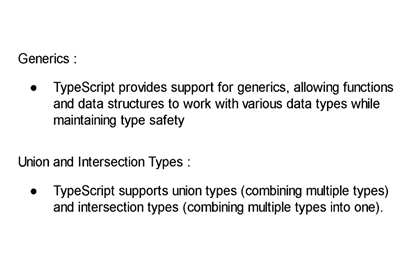 Generics :
● TypeScript provides support for generics, allowing functions
and data structures to work with various data types while
maintaining type safety
Union and Intersection Types :
● TypeScript supports union types (combining multiple types)
and intersection types (combining multiple types into one).